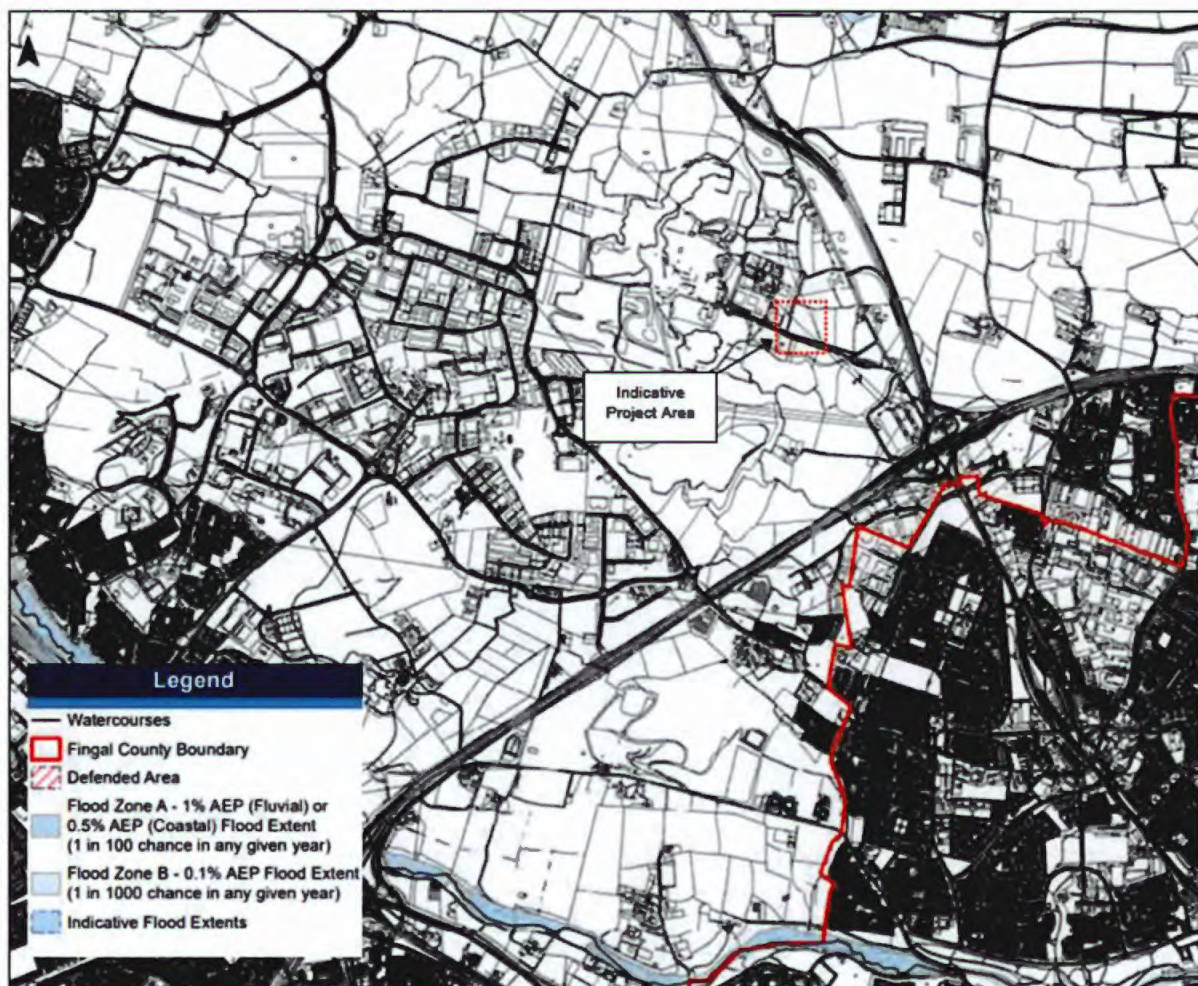 Indicative
Project Area
Legend
Watercourses
Fingal County Boundary
Defended Area
Flood Zone A - 1% AEP (Fluvial) or
0.5% AEP (Coastal) Flood Extent
(1 in 100 chance in any given year)
Flood Zone B - 0.1% AEP Flood Extent
(1 in 1000 chance in any given year)
Indicative Flood Extents